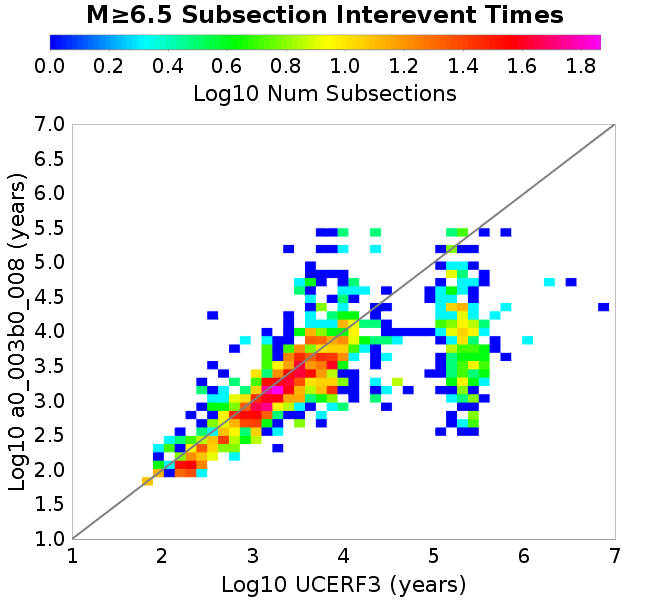 M≥6.5 Subsection Interevent Times
0.0 0.2 0.4 0.6 0.8 1.0 1.2 1.4 1.6 1.8
Log10 Num Subsections
7.0
6.5
6.0
5.5
5.0
4.5
4.0
3.5
3.0
2.5
2.0
1.5
1.0
Log10 a0_003b0_008 (years)
1 2 3 4 5 6 7
Log10 UCERF3 (years)